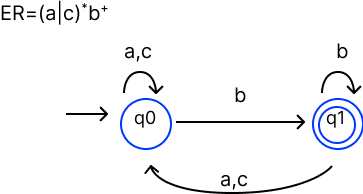 ER=(a|c)*b+
a,c
b
b
q0
q1
a,c